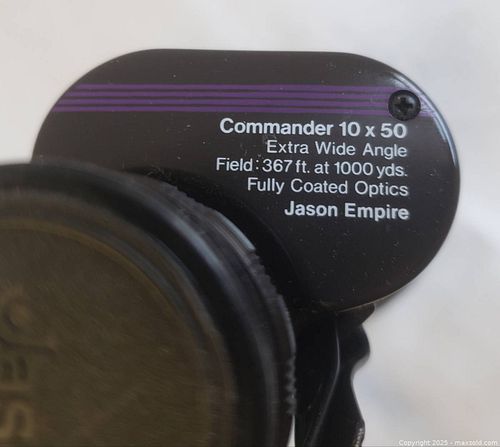 Commander 10 x 50
Extra Wide Angle
Field: 367 ft. at 1000 yds.
Fully Coated Optics
Jason Empire
Copyright 2025 - maxsold.com